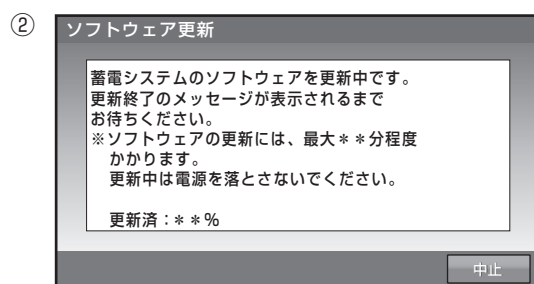 ②
ソフトウェア更新
蓄電システムのソフトウェアを更新中です。
更新終了のメッセージが表示されるまで
お待ちください。
※ソフトウェアの更新には、最大＊＊分程度
かかります。
更新中は電源を落とさないでください。
更新済：＊＊％
中止